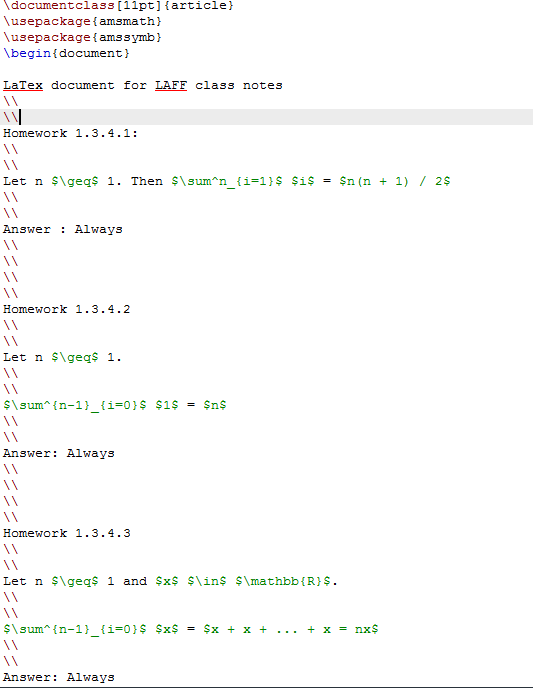 \documentclass[11pt]{article}
\usepackage{amsmath}
\usepackage{amssymb}
\begin{document}
LaTex document for LAFF class notes
\\
\\
Homework 1.3.4.1:
\\
\\
Let n $\geq$ 1. Then $\sum^n_{i=1}$ $i$ = $n(n + 1) / 2$
\\
\\
Answer : Always
\\
\\
\\
\\
Homework 1.3.4.2
\\
\\
Let n $\geq$ 1.
\\
\\
$\sum^{n-1}_{i=0}$ $1$ = $n$
\\
\\
Answer: Always
\\
\\
\\
\\
Homework 1.3.4.3
\\
\\
Let n $\geq$ 1 and $x$ $\in$ $\mathbb{R}$.
\\
\\
$\sum^{n-1}_{i=0}$ $x$ = $x + x + ... + x = nx$
\\
\\
Answer: Always